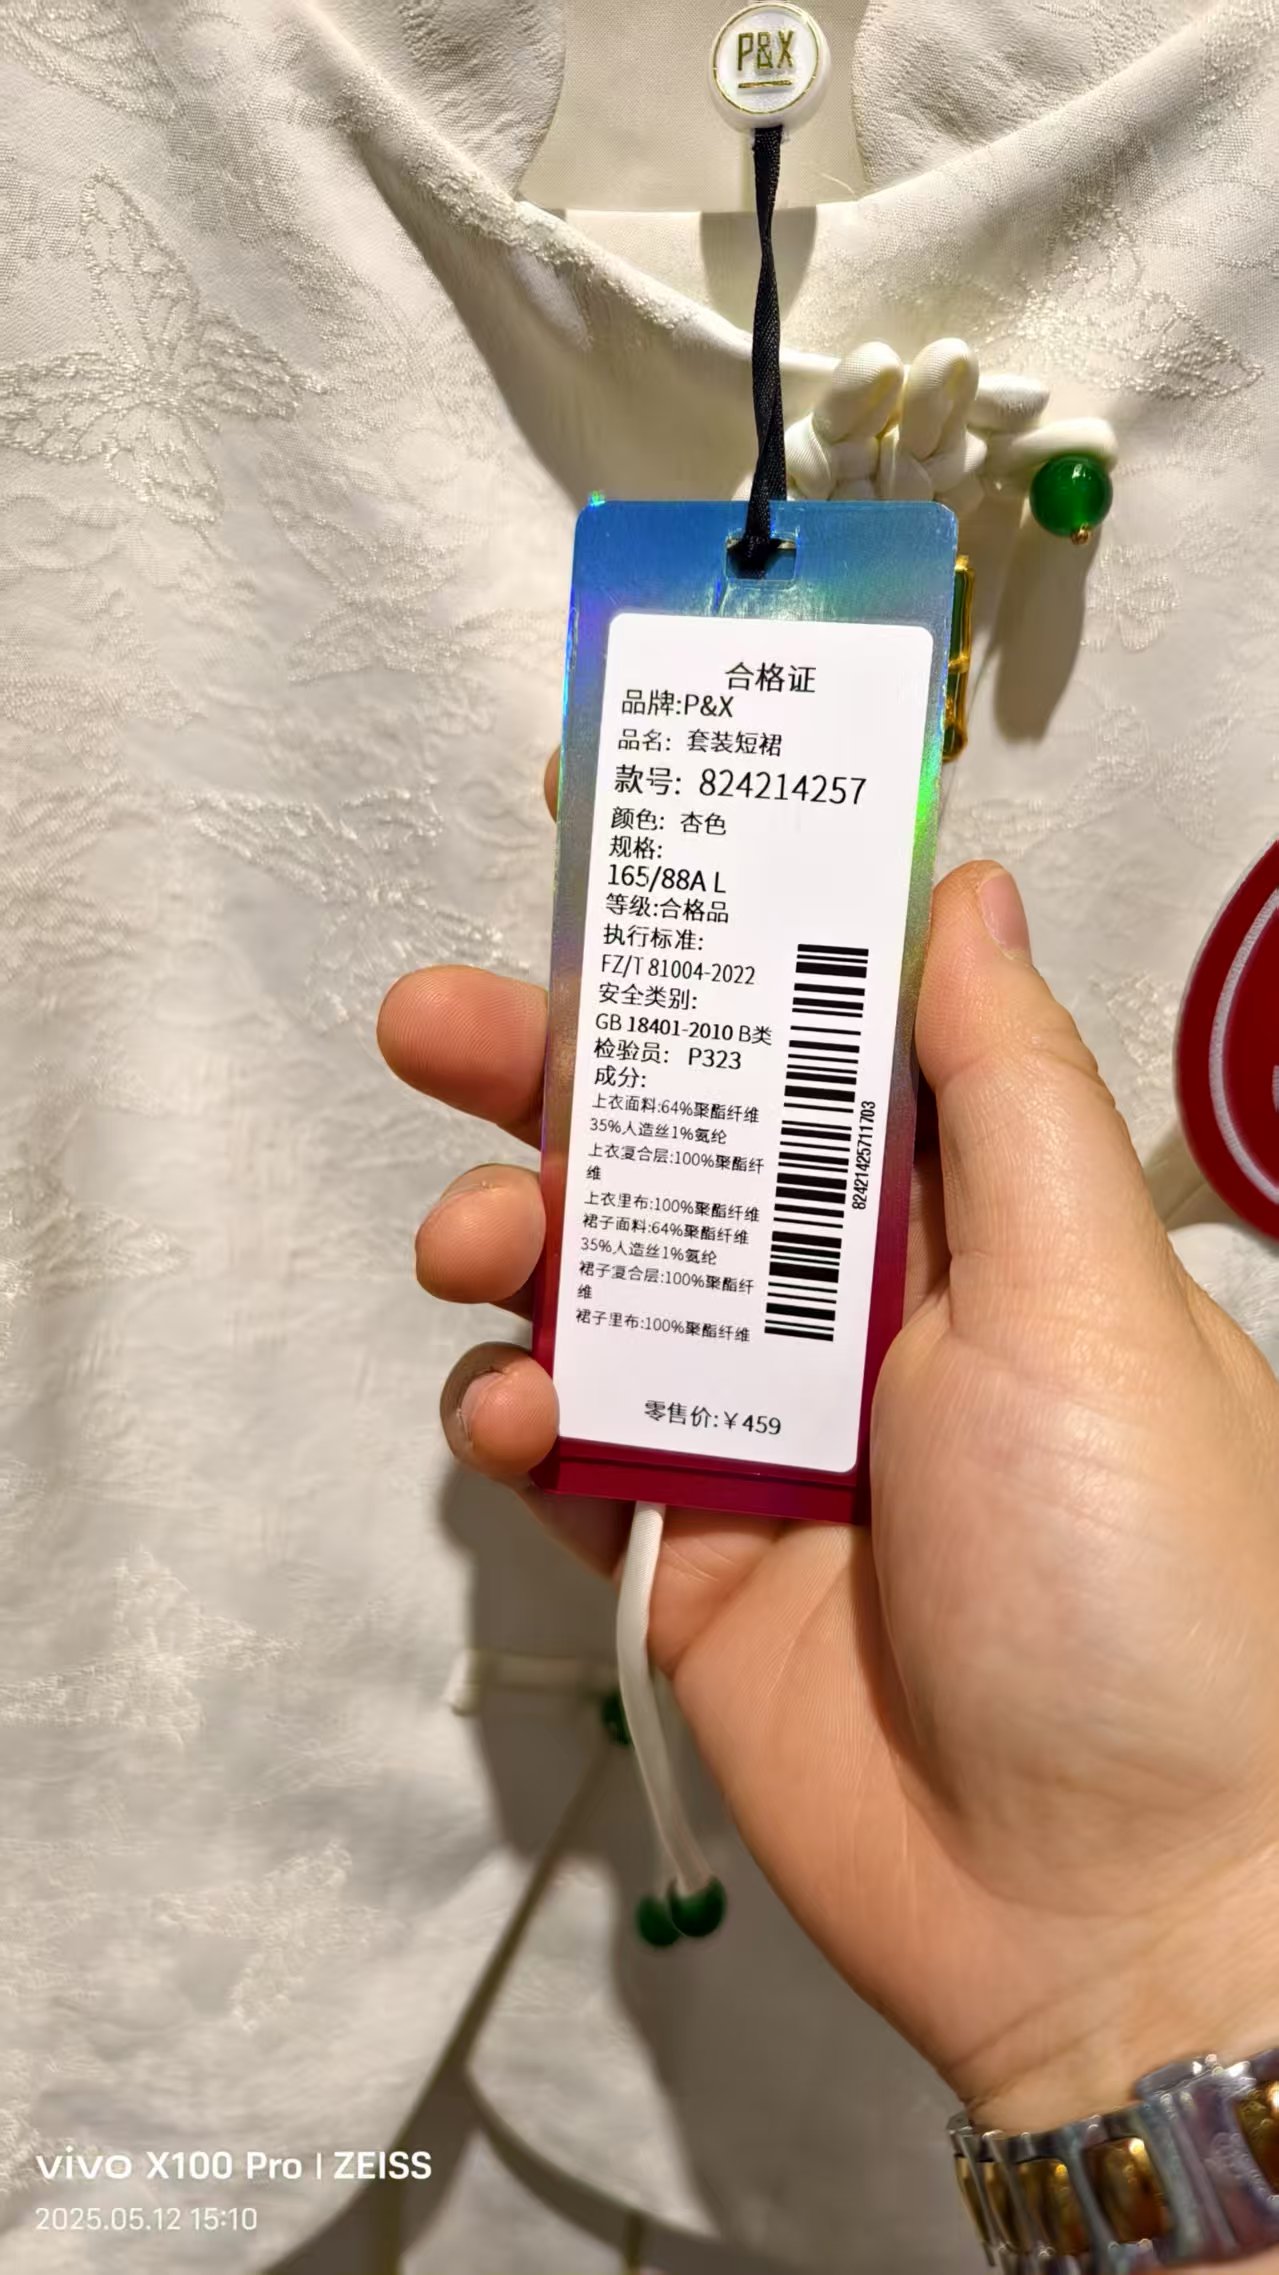 P&X
合格证
品牌:P&X
品名: 套装短裙
款号: 824214257
颜色: 杏色
规格:
165/88A L
等级:合格品
执行标准:
FZ/T 81004-2022
安全类别:
GB 18401-2010 B类
检验员: P323
成分:
上衣面料:64%聚酯纤维
35%人造丝1%氨纶
上衣复合层:100%聚酯纤
维
上衣里布:100%聚酯纤维
裙子面料:64%聚酯纤维
35%人造丝1%氨纶
裙子复合层:100%聚酯纤
维
裙子里布:100%聚酯纤维
82421425711703
零售价:¥459
vivo X100 Pro | ZEISS
2025.05.12 15:10